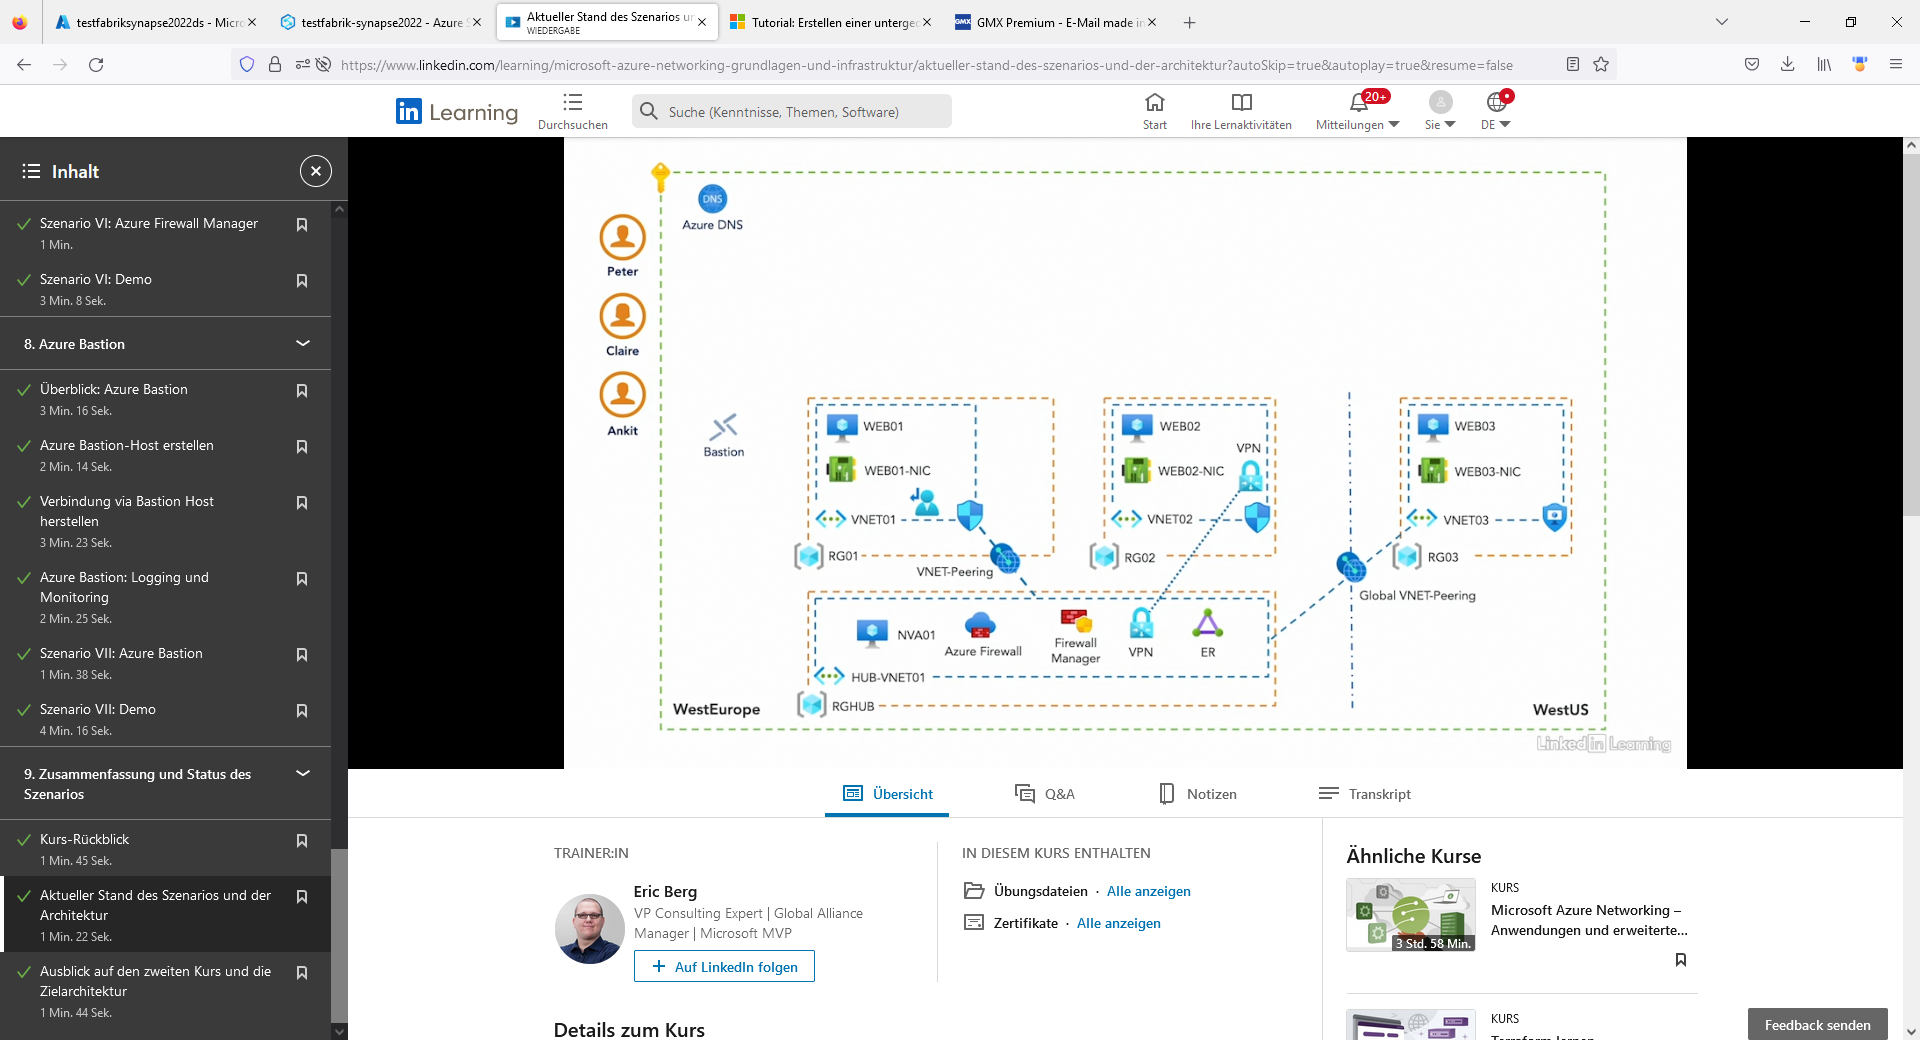 testfabriksynapse2022ds - Micro
testfabrik-synapse2022 - Azure S
Aktueller Stand des Szenarios un
WIEDERGABE
Tutorial: Erstellen einer unterge
GMX
GMX Premium - E-Mail made in
https://www.linkedin.com/learning/microsoft-azure-networking-grundlagen-und-infrastruktur/aktueller-stand-des-szenarios-und-der-architektur?autoSkip=true&autoplay=true&resume=false
in Learning
Durchsuchen
Suche (Kenntnisse, Themen, Software)
Start
Ihre Lernaktivitäten
20+
Mitteilungen
Sie
DE
Inhalt
Szenario VI: Azure Firewall Manager
1 Min.
Szenario VI: Demo
3 Min. 8 Sek.
8. Azure Bastion
Überblick: Azure Bastion
3 Min. 16 Sek.
Azure Bastion-Host erstellen
2 Min. 14 Sek.
Verbindung via Bastion Host
herstellen
3 Min. 23 Sek.
Azure Bastion: Logging und
Monitoring
2 Min. 25 Sek.
Szenario VII: Azure Bastion
1 Min. 38 Sek.
Szenario VII: Demo
4 Min. 16 Sek.
9. Zusammenfassung und Status des
Szenarios
Kurs-Rückblick
1 Min. 45 Sek.
Aktueller Stand des Szenarios und der
Architektur
1 Min. 22 Sek.
Ausblick auf den zweiten Kurs und die
Zielarchitektur
1 Min. 44 Sek.
DNS
Azure DNS
Peter
Claire
Ankit
Bastion
WEB01
WEB01-NIC
VNET01
RG01
VNET-Peering
WEB02
VPN
WEB02-NIC
VNET02
RG02
WEB03
WEB03-NIC
VNET03
RG03
Global VNET-Peering
NVA01
Azure Firewall
Firewall
Manager
VPN
ER
HUB-VNET01
RGHUB
WestEurope
WestUS
Linked in Learning
Übersicht
Q&A
Notizen
Transkript
TRAINER:IN
Eric Berg
VP Consulting Expert | Global Alliance
Manager | Microsoft MVP
Auf LinkedIn folgen
IN DIESEM KURS ENTHALTEN
Übungsdateien · Alle anzeigen
Zertifikate · Alle anzeigen
Details zum Kurs
Ähnliche Kurse
3 Std. 58 Min.
KURS
Microsoft Azure Networking –
Anwendungen und erweiterte...
KURS
Terraform lernen
Feedback senden